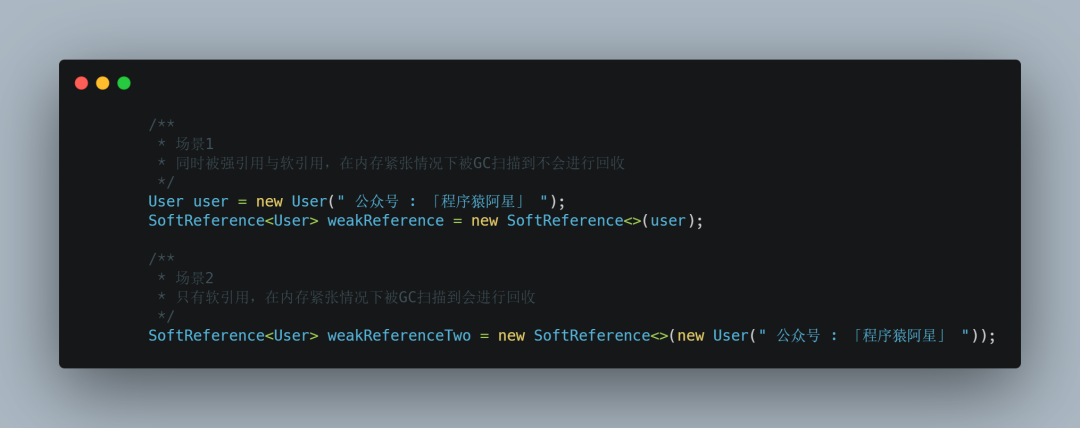 /**
 * 场景1
 * 同时被强引用与软引用，在内存紧张情况下被GC扫描到不会进行回收
 */
User user = new User(" 公众号 : 「程序猿阿星」 ");
SoftReference<User> weakReference = new SoftReference<>(user);
/**
 * 场景2
 * 只有软引用，在内存紧张情况下被GC扫描到会进行回收
 */
SoftReference<User> weakReferenceTwo = new SoftReference<>(new User(" 公众号 : 「程序猿阿星」 "));